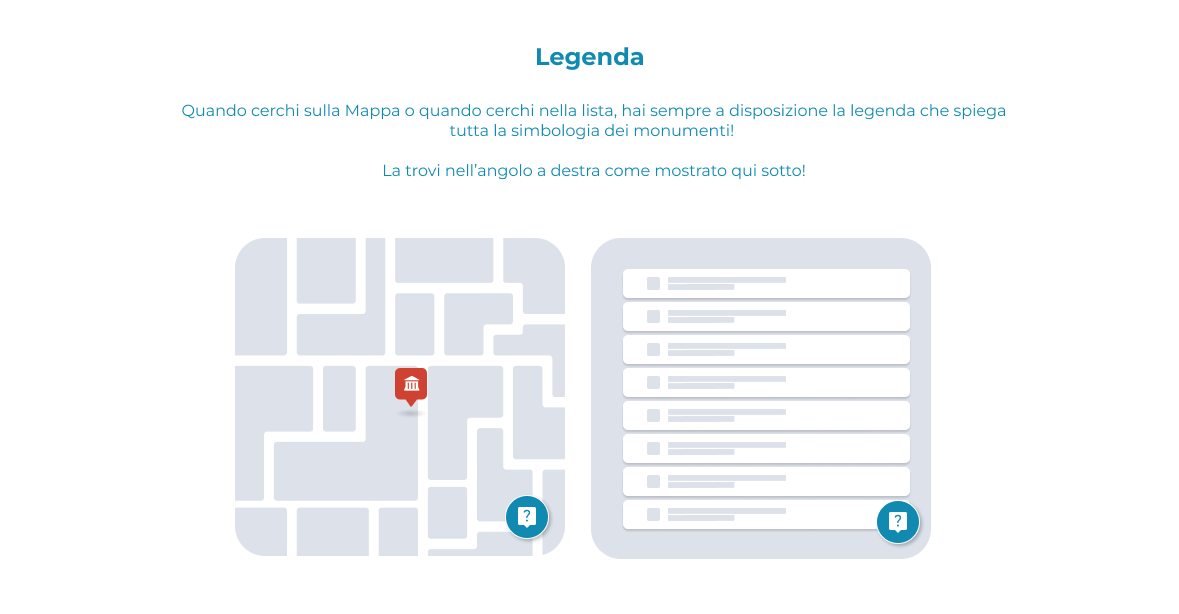 Legenda
Quando cerchi sulla Mappa o quando cerchi nella lista, hai sempre a disposizione la legenda che spiega
tutta la simbologia dei monumenti!
La trovi nell’angolo a destra come mostrato qui sotto!